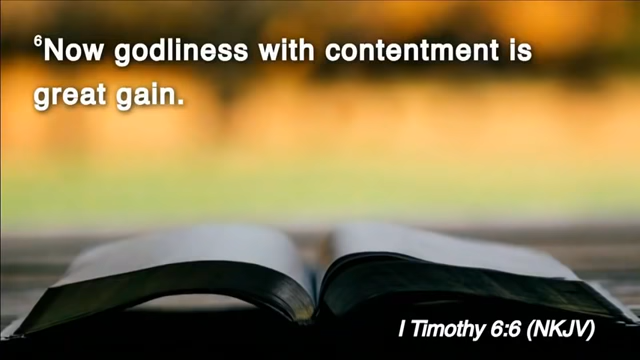 ⁶Now godliness with contentment is
great gain.
I Timothy 6:6 (NKJV)